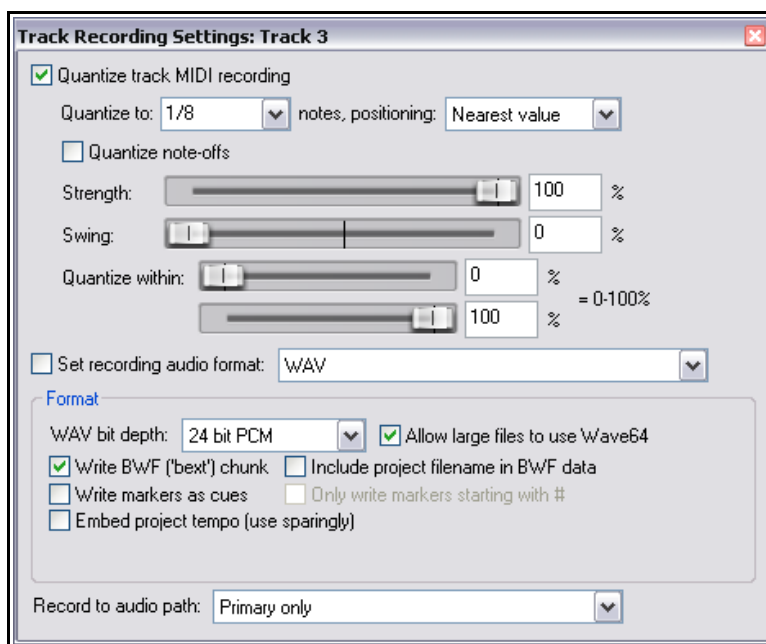 Track Recording Settings: Track 3
Quantize track MIDI recording
Quantize to: 1/8 notes, positioning: Nearest value
Quantize note-offs
Strength: 100 %
Swing: 0 %
Quantize within: 0 %
= 0-100%
100 %
Set recording audio format: WAV
Format
WAV bit depth: 24 bit PCM Allow large files to use Wave64
Write BWF ('bext') chunk Include project filename in BWF data
Write markers as cues Only write markers starting with #
Embed project tempo (use sparingly)
Record to audio path: Primary only